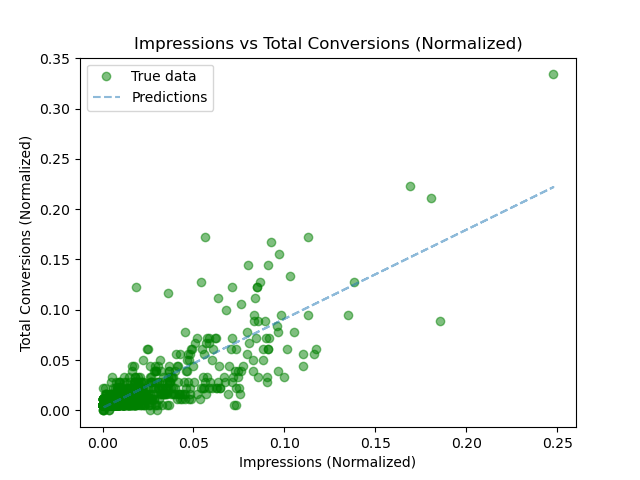 Impressions vs Total Conversions (Normalized)
True data
Predictions
Total Conversions (Normalized)
0.35
0.30
0.25
0.20
0.15
0.10
0.05
0.00
0.00 0.05 0.10 0.15 0.20 0.25
Impressions (Normalized)